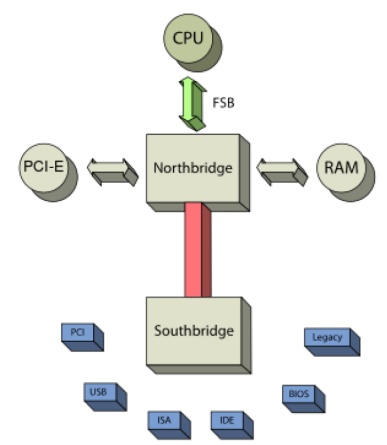 CPU
FSB
PCI-E
Northbridge
RAM
Southbridge
PCI
Legacy
USB
BIOS
ISA
IDE